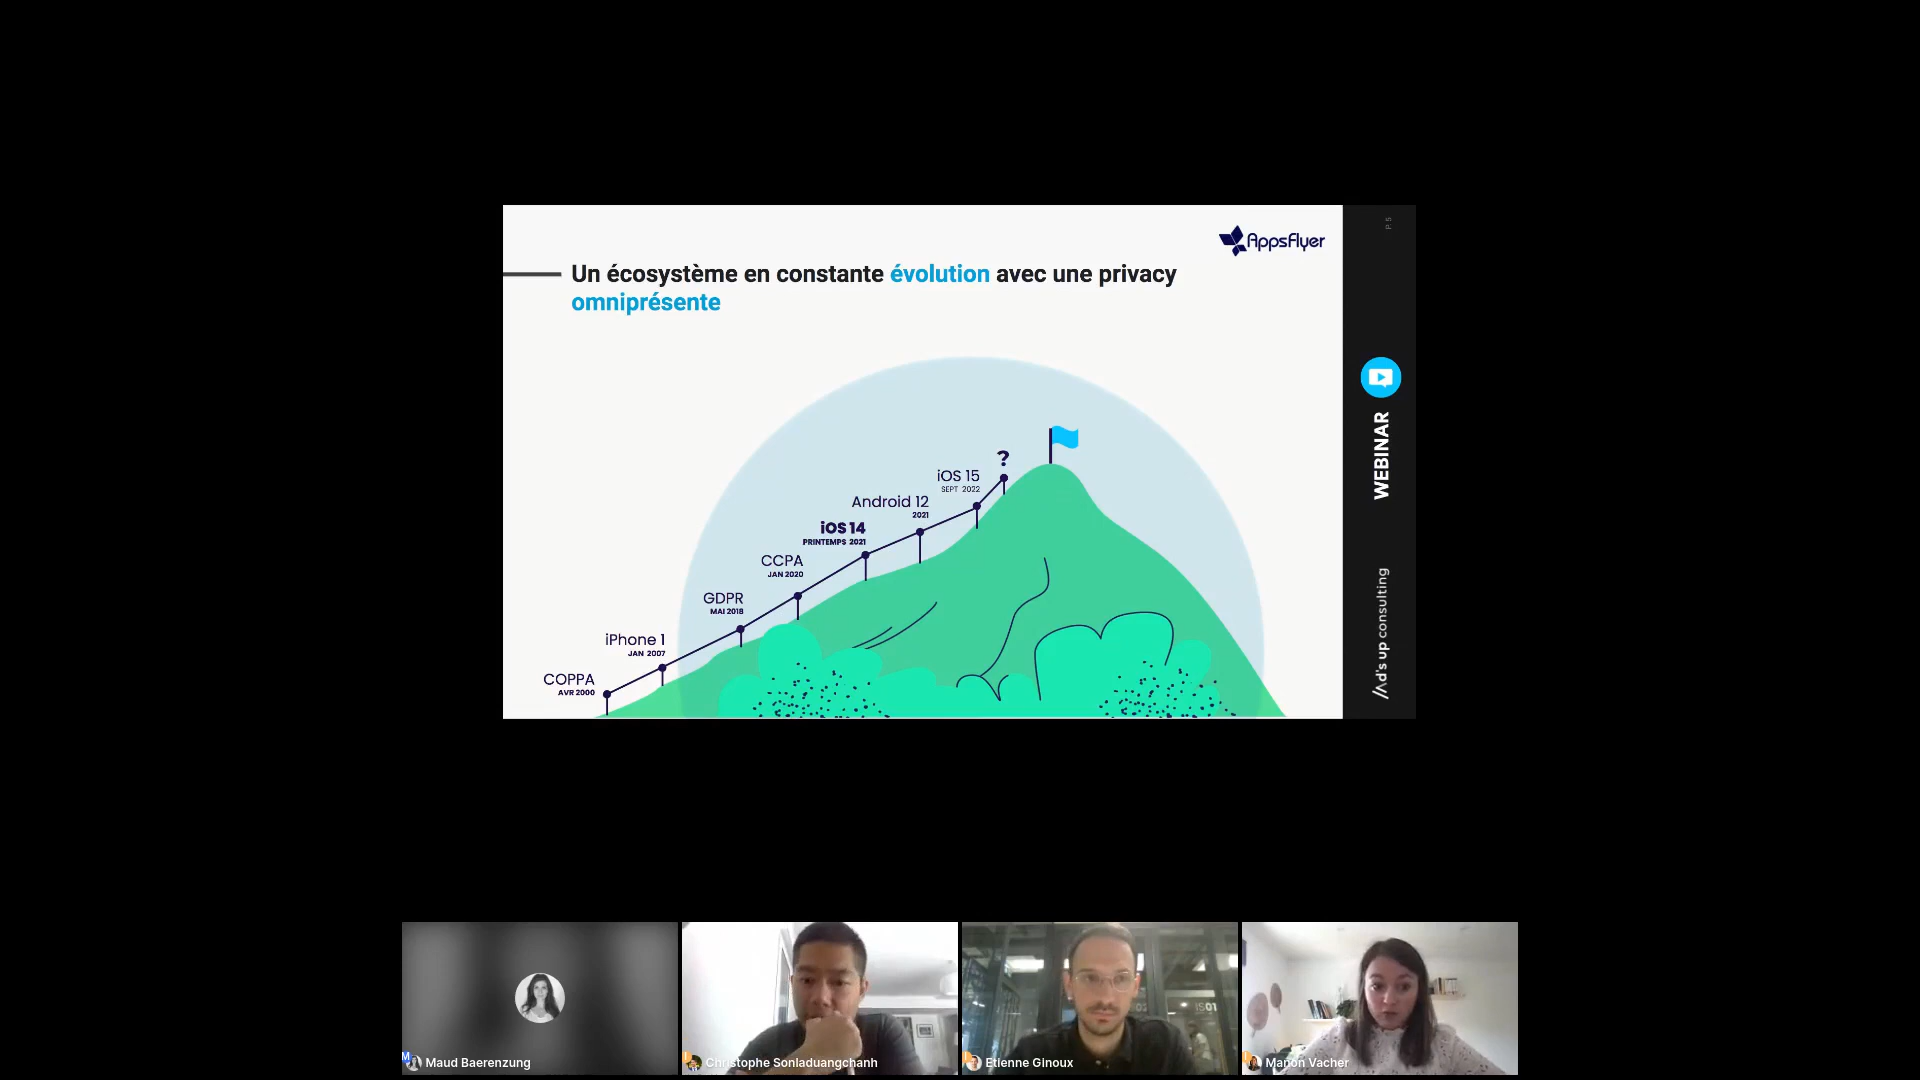 AppsFlyer
P. 5
Un écosystème en constante évolution avec une privacy
omniprésente
?
iOS 15
SEPT 2022
Android 12
2021
iOS 14
PRINTEMPS 2021
CCPA
JAN 2020
GDPR
MAI 2018
iPhone 1
JAN 2007
COPPA
AVR 2000
WEBINAR
//Ad's up consulting
IS01
M
Maud Baerenzung
Christophe Sonladuangchanh
Etienne Ginoux
Manon Vacher